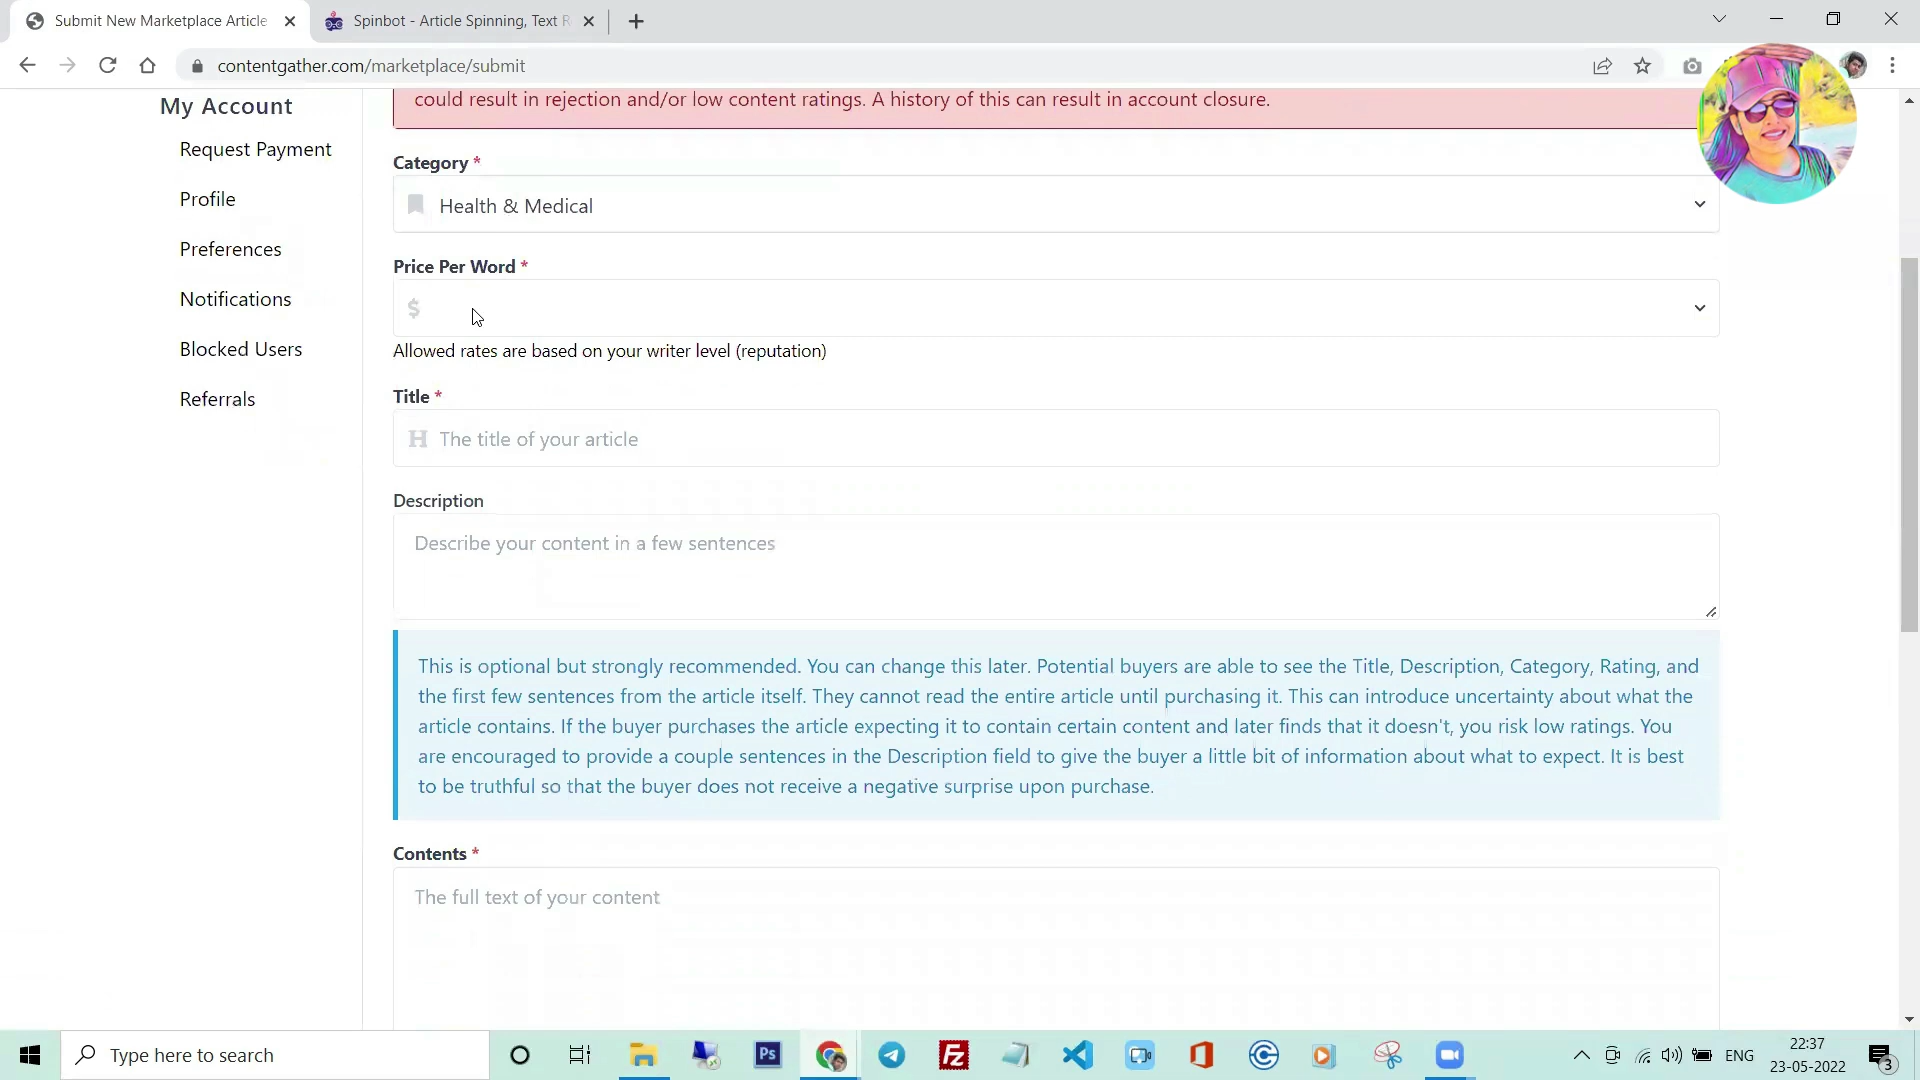 Submit New Marketplace Article
Spinbot - Article Spinning, Text R
contentgather.com/marketplace/submit
My Account
Request Payment
Profile
Preferences
Notifications
Blocked Users
Referrals
could result in rejection and/or low content ratings. A history of this can result in account closure.
Category *
Health & Medical
Price Per Word *
$
Allowed rates are based on your writer level (reputation)
Title *
H The title of your article
Description
Describe your content in a few sentences
This is optional but strongly recommended. You can change this later. Potential buyers are able to see the Title, Description, Category, Rating, and
the first few sentences from the article itself. They cannot read the entire article until purchasing it. This can introduce uncertainty about what the
article contains. If the buyer purchases the article expecting it to contain certain content and later finds that it doesn't, you risk low ratings. You
are encouraged to provide a couple sentences in the Description field to give the buyer a little bit of information about what to expect. It is best
to be truthful so that the buyer does not receive a negative surprise upon purchase.
Contents *
The full text of your content
Type here to search
Ps
Fz
ENG
22:37
23-05-2022
3